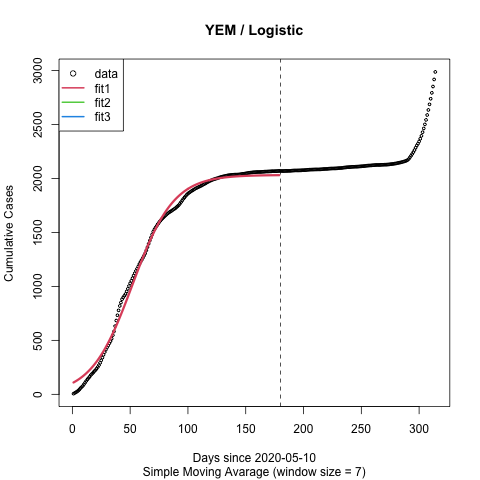 YEM / Logistic
data
fit1
fit2
fit3
Cumulative Cases
0
500
1000
1500
2000
2500
3000
0
50
100
150
200
250
300
Days since 2020-05-10
Simple Moving Avarage (window size = 7)